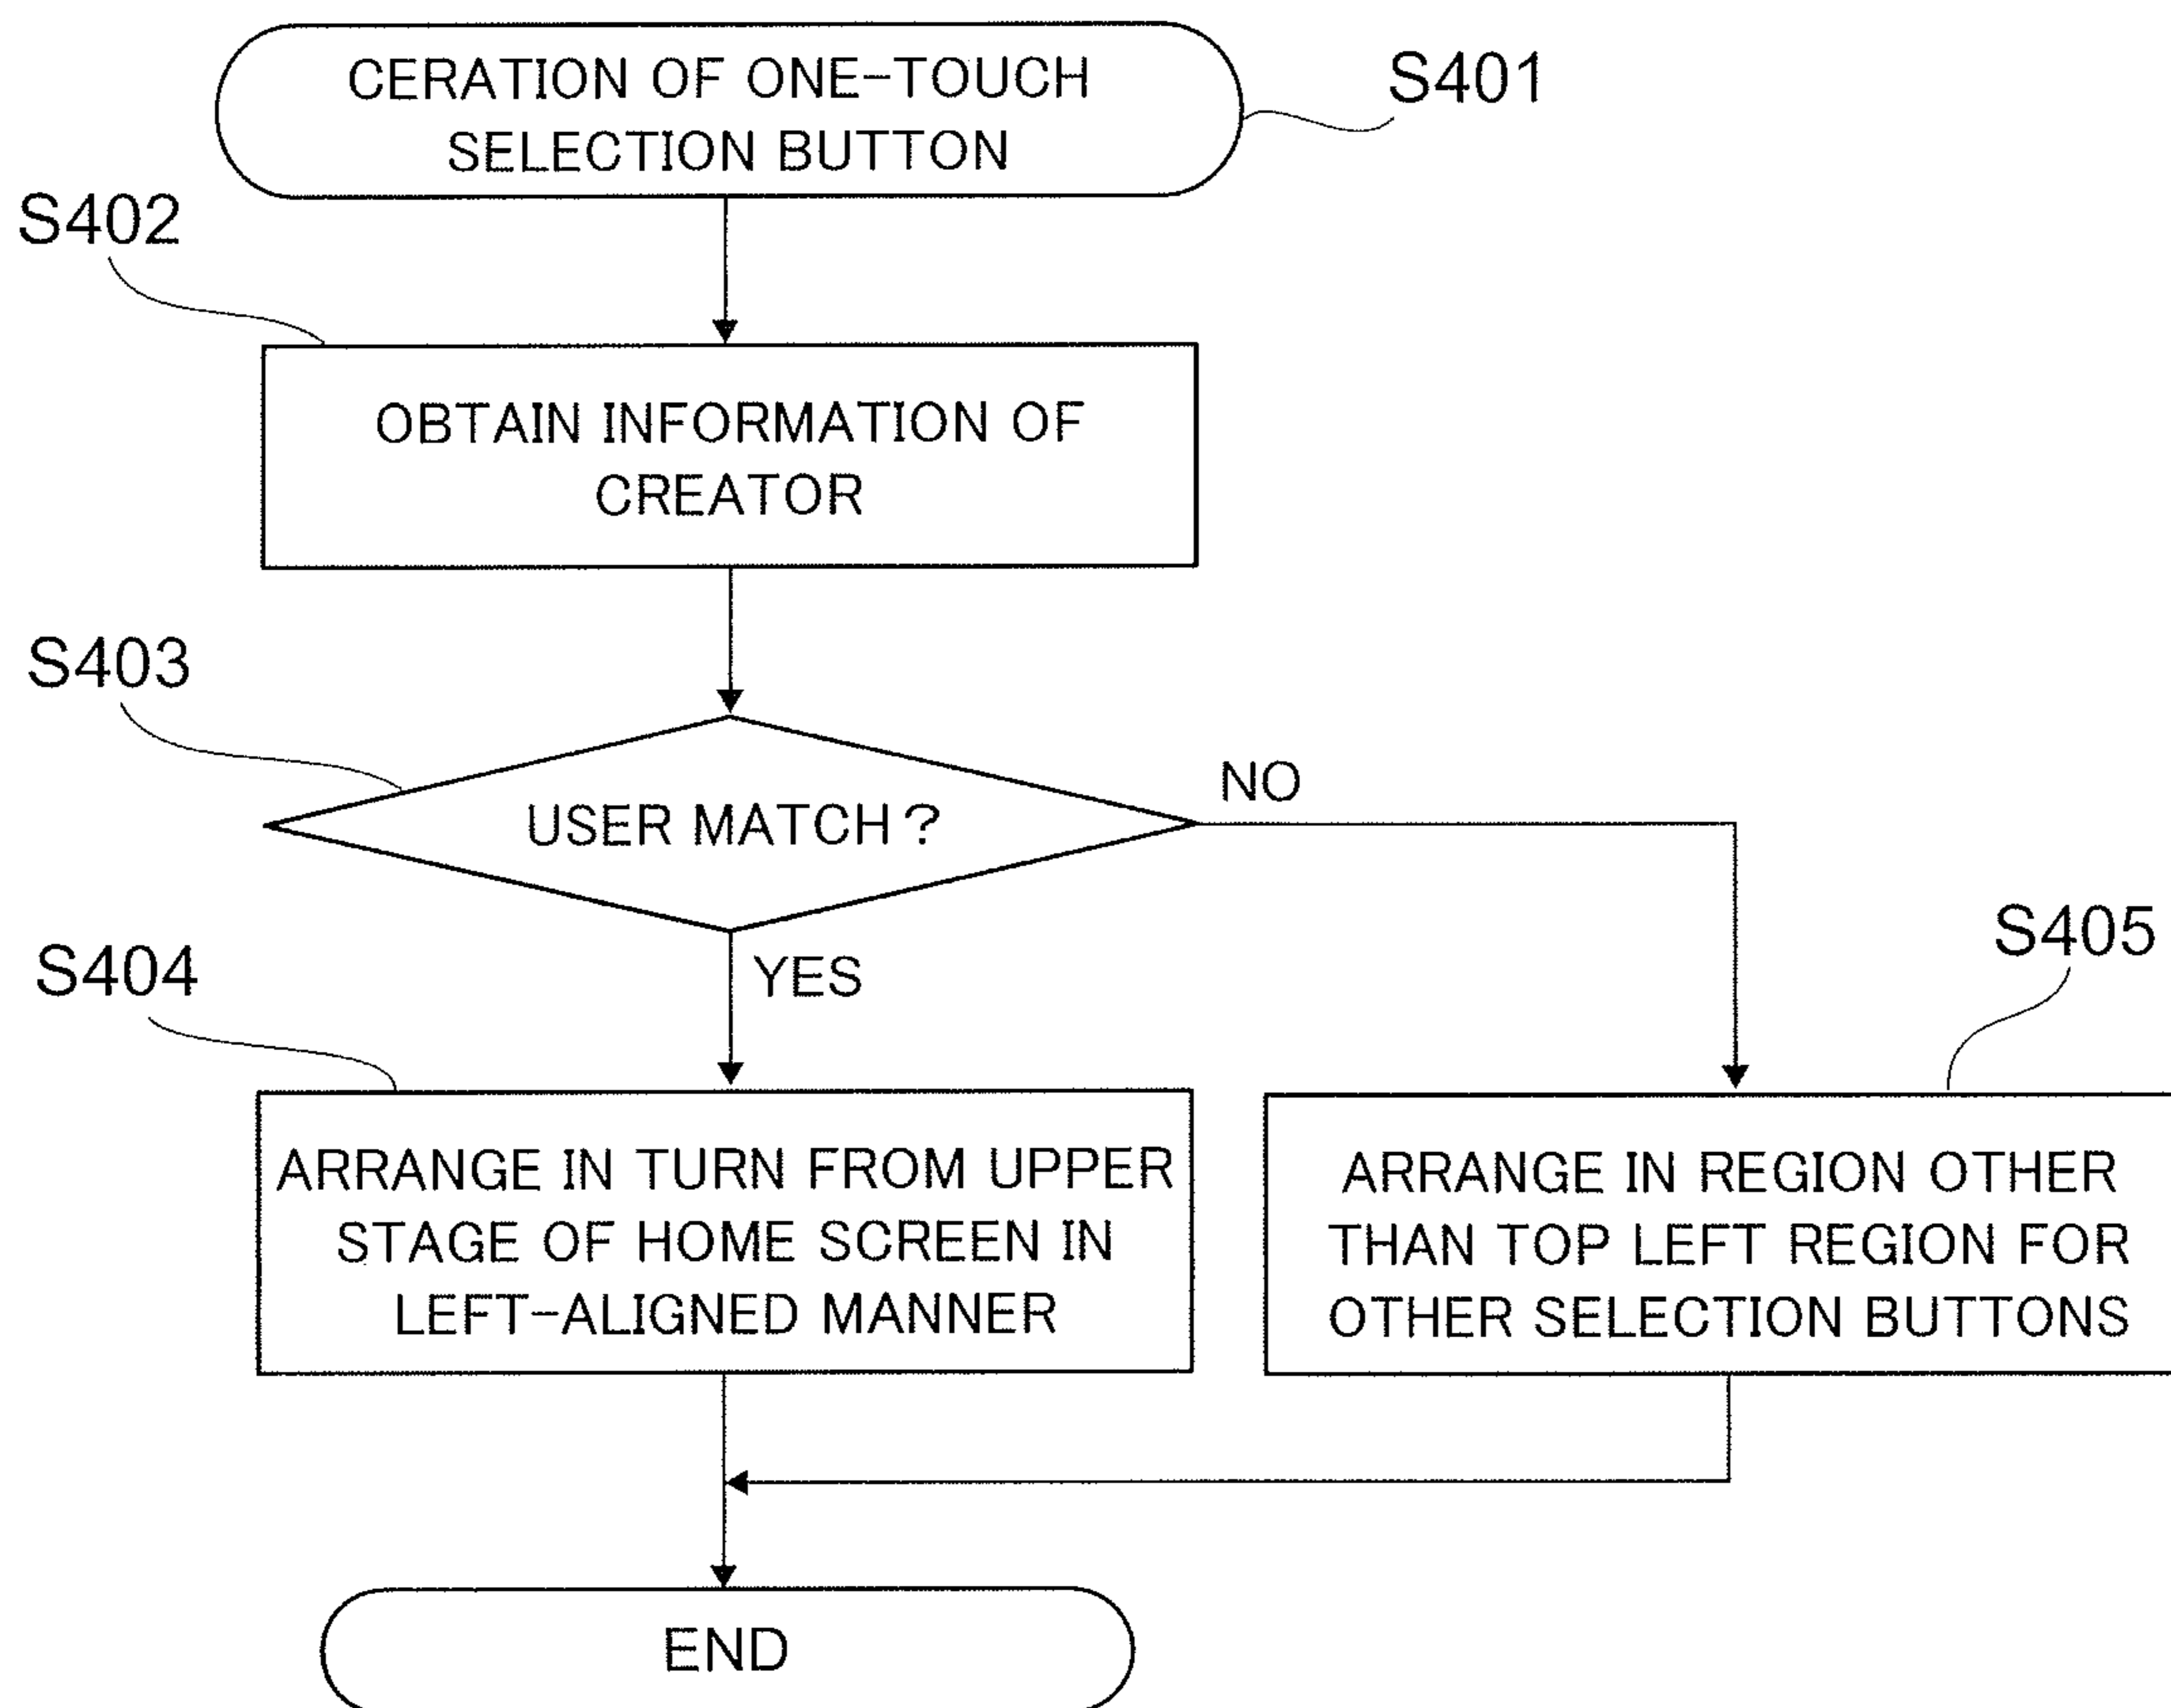 CERATION OF ONE-TOUCH
SELECTION BUTTON
S401
S402
OBTAIN INFORMATION OF
CREATOR
S403
USER MATCH?
NO
YES
S404
S405
ARRANGE IN TURN FROM UPPER
STAGE OF HOME SCREEN IN
LEFT-ALIGNED MANNER
ARRANGE IN REGION OTHER
THAN TOP LEFT REGION FOR
OTHER SELECTION BUTTONS
END